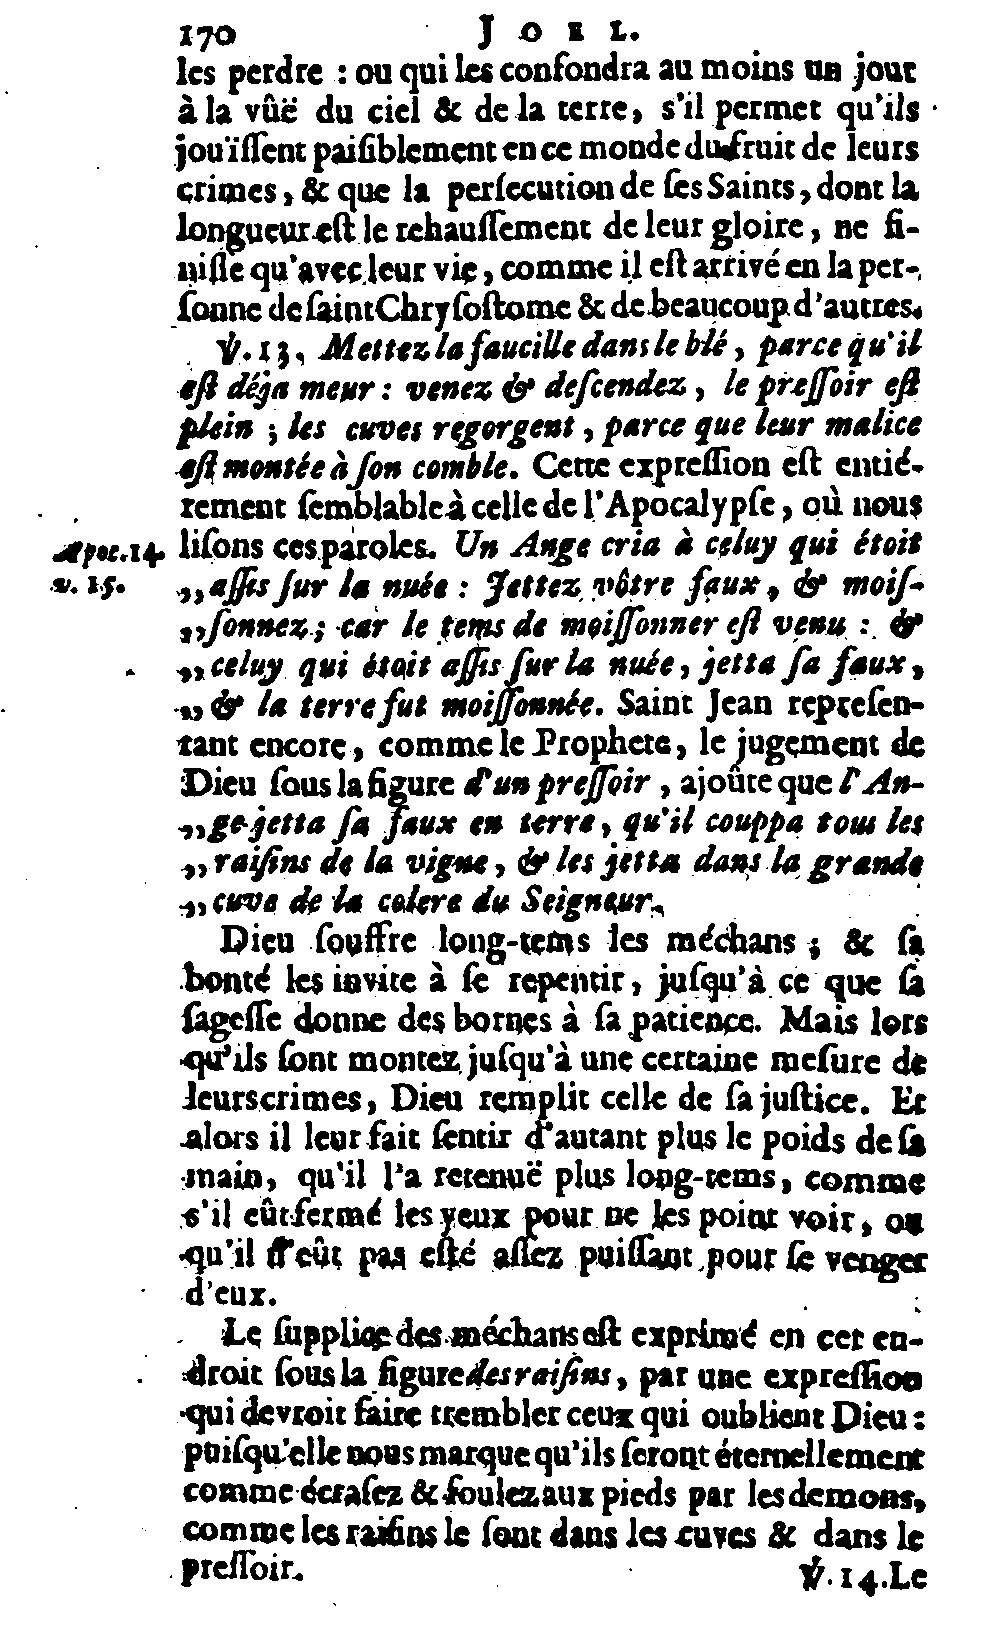 170 JOEL.
les perdre : ou qui les confondra au moins un jour
à la vûë du ciel & de la terre, s'il permet qu'ils
jouïſſent paiſiblement en ce monde du fruit de leurs
crimes, & que la perſecution de ſes Saints, dont la
longueur eſt le rehauſſement de leur gloire, ne fi-
niſſe qu'avec leur vie, comme il eſt arrivé en la per-
ſonne de ſaint Chryſoſtome & de beaucoup d'autres.
℣. 13. Mettez la faucille dans le blé, parce qu'il
eſt déja meur : venez & deſcendez, le preſſoir eſt
plein ; les cuves regorgent, parce que leur malice
eſt montée à ſon comble. Cette expreſſion eſt entié-
rement ſemblable à celle de l'Apocalypſe, où nous
Apoc. 14. liſons ces paroles. Un Ange cria à celuy qui étoit
v. 15. ,, aſſis ſur la nuée : Jettez vôtre faux, & moiſ-
,, ſonnez ; car le tems de moiſſonner eſt venu : &
,, celuy qui étoit aſſis ſur la nuée, jetta ſa faux,
,, & la terre fut moiſſonnée. Saint Jean repreſen-
tant encore, comme le Prophete, le jugement de
Dieu ſous la figure d'un preſſoir, ajoûte que l'An-
,, ge jetta ſa faux en terre, qu'il couppa tous les
,, raiſins de la vigne, & les jetta dans la grande
,, cuve de la colere du Seigneur.
Dieu ſouffre long-tems les méchans ; & ſa
bonté les invite à ſe repentir, juſqu'à ce que ſa
ſageſſe donne des bornes à ſa patience. Mais lors
qu'ils ſont montez juſqu'à une certaine meſure de
leurs crimes, Dieu remplit celle de ſa juſtice. Et
alors il leur fait ſentir d'autant plus le poids de ſa
main, qu'il l'a retenuë plus long-tems, comme
s'il eût fermé les yeux pour ne les point voir, ou
qu'il n'eût pas eſté aſſez puiſſant pour ſe venger
d'eux.
Le ſupplice des méchans eſt exprimé en cet en-
droit ſous la figure des raiſins, par une expreſſion
qui devroit faire trembler ceux qui oublient Dieu :
puiſqu'elle nous marque qu'ils ſeront éternellement
comme écraſez & foulez aux pieds par les demons,
comme les raiſins le ſont dans les cuves & dans le
preſſoir. ℣. 14. Le